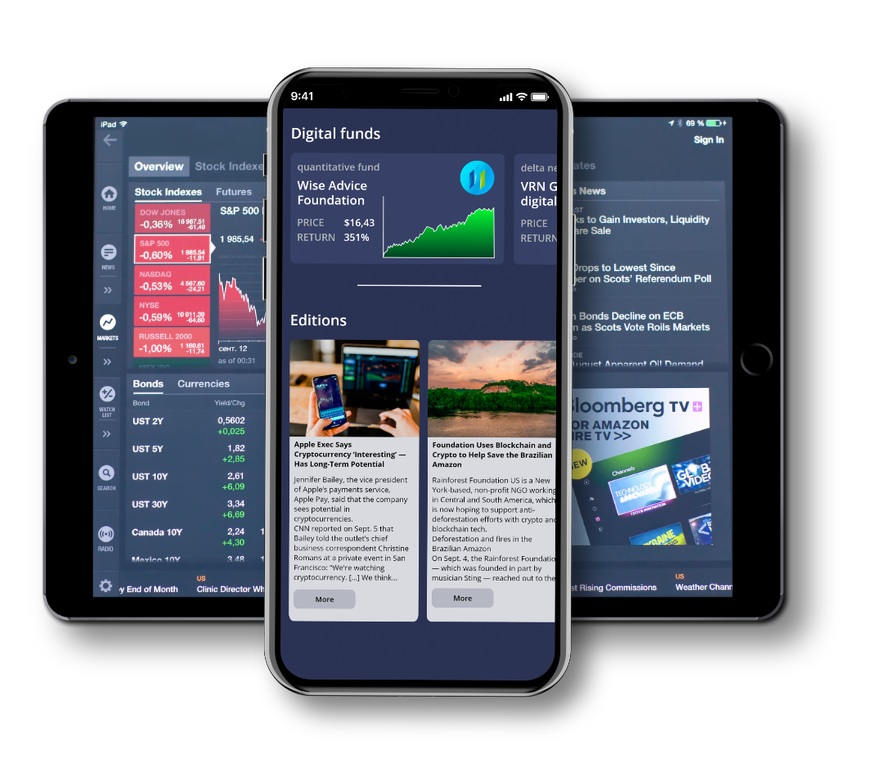 iPad
69 %
Sign In
Overview
Stock Indexe
ates
Stock Indexes
Futures
DOW JONES
-0,36%
-61,49
S&P 500
-0,60%
1 985,54
-11,91
NASDAQ
-0,53%
4 567,60
-24,21
NYSE
-0,59%
10 911,39
-64,60
RUSSELL 2000
-1,00%
1 160,61
-11,74
S&P 500
1 985,54
сент. 12
as of 00:31
HOME
NEWS
MARKETS
WATCH
LIST
SEARCH
RADIO
Bonds
Currencies
Bond
Yield/Chg
UST 2Y
0,5602
+0,025
UST 5Y
1,82
+2,85
UST 10Y
2,61
+6,09
UST 30Y
3,34
+6,69
Canada 10Y
2,24
+4,30
Mexico 10Y
3,48
y End of Month
US
Clinic Director Wh
9:41
Digital funds
quantitative fund
Wise Advice
Foundation
PRICE
$16,43
RETURN
351%
delta ne
VRN G
digital
PRICE
RETURN
Editions
Apple Exec Says
Cryptocurrency ‘Interesting’ —
Has Long-Term Potential
Jennifer Bailey, the vice president
of Apple’s payments service,
Apple Pay, said that the company
sees potential in
cryptocurrencies.
CNN reported on Sept. 5 that
Bailey told the outlet’s chief
business correspondent Christine
Romans at a private event in San
Francisco: “We’re watching
cryptocurrency. [...] We think...
More
Foundation Uses Blockchain and
Crypto to Help Save the Brazilian
Amazon
Rainforest Foundation US is a New
York-based, non-profit NGO working
in Central and South America, which
is now hoping to support anti-
deforestation efforts with crypto and
blockchain tech.
Deforestation and fires in the
Brazilian Amazon
On Sept. 4, the Rainforest Foundation
— which was founded in part by
musician Sting — reached out to the
More
s News
ks to Gain Investors, Liquidity
are Sale
Drops to Lowest Since
er on Scots’ Referendum Poll
n Bonds Decline on ECB
n as Scots Vote Roils Markets
August Apparent Oil Demand
Bloomberg TV+
OR AMAZON
IRE TV >>
NEW
Channels
st Rising Commissions
US
Weather Chann